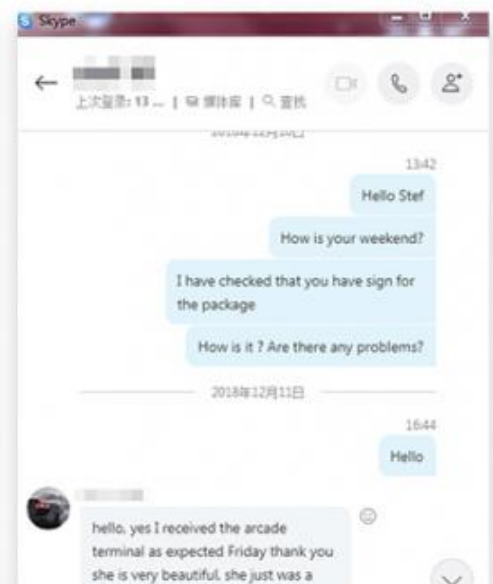 Skype
上次登录: 13 ... | 媒体库 | 查找
13:42
Hello Stef
How is your weekend?
I have checked that you have sign for
the package
How is it ? Are there any problems?
2018年12月11日
16:44
Hello
hello, yes I received the arcade
terminal as expected Friday thank you
she is very beautiful. she just was a